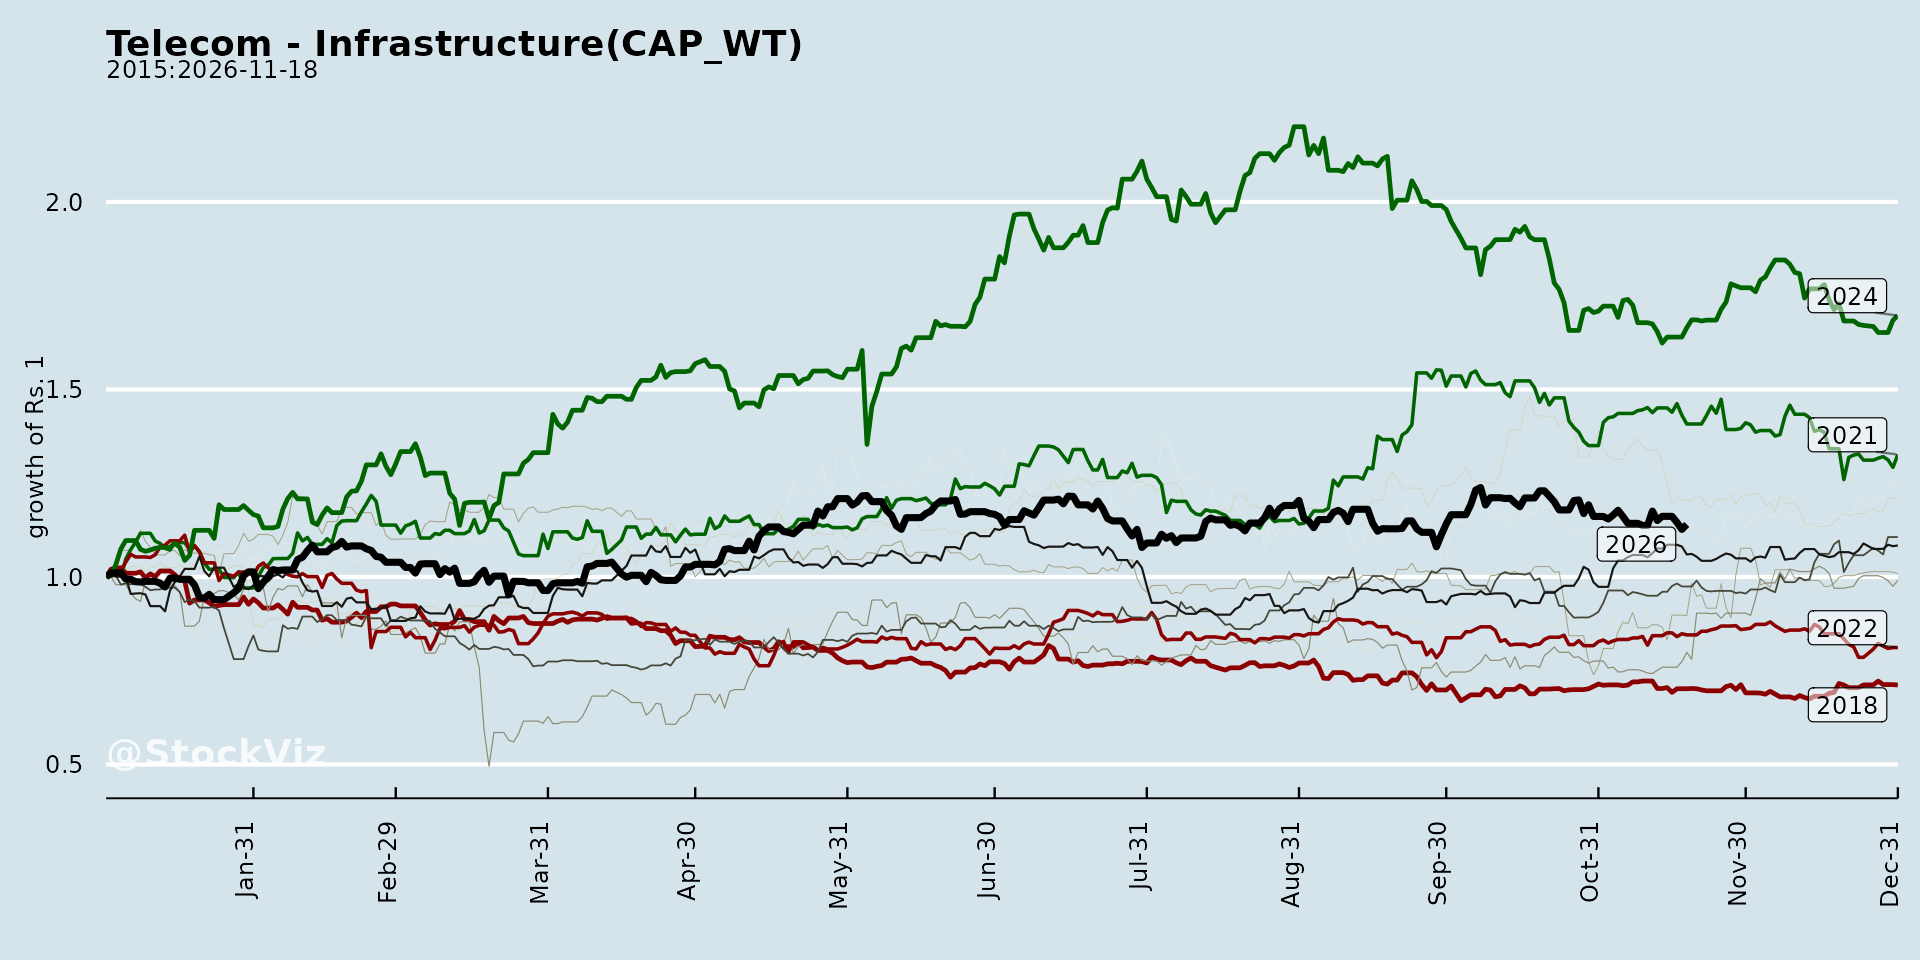 Telecom - Infrastructure(CAP_WT)
2015:2026-11-18
growth of Rs. 1
2.0
1.5
1.0
0.5
2024
2021
2026
2022
2018
@StockViz
Jan-31
Feb-29
Mar-31
Apr-30
May-31
Jun-30
Jul-31
Aug-31
Sep-30
Oct-31
Nov-30
Dec-31